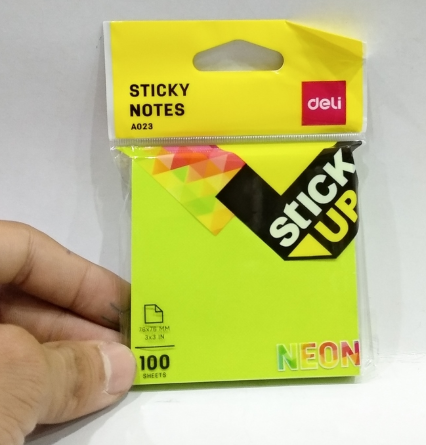 STICKY
NOTES
A023
deli
STICK
UP
76x76 MM
3x3 IN
100
SHEETS
NEON